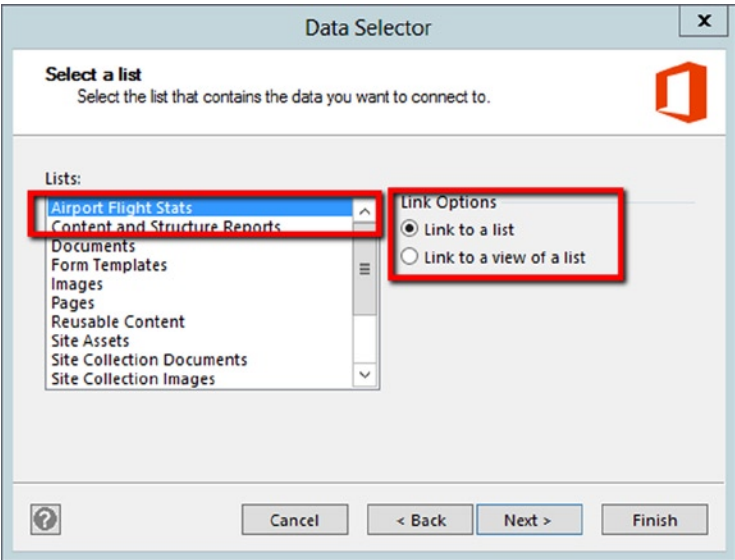 Data Selector
x
Select a list
Select the list that contains the data you want to connect to.
Lists:
Airport Flight Stats
Content and Structure Reports
Documents
Form Templates
Images
Pages
Reusable Content
Site Assets
Site Collection Documents
Site Collection Images
Link Options
Link to a list
Link to a view of a list
?
Cancel
< Back
Next >
Finish